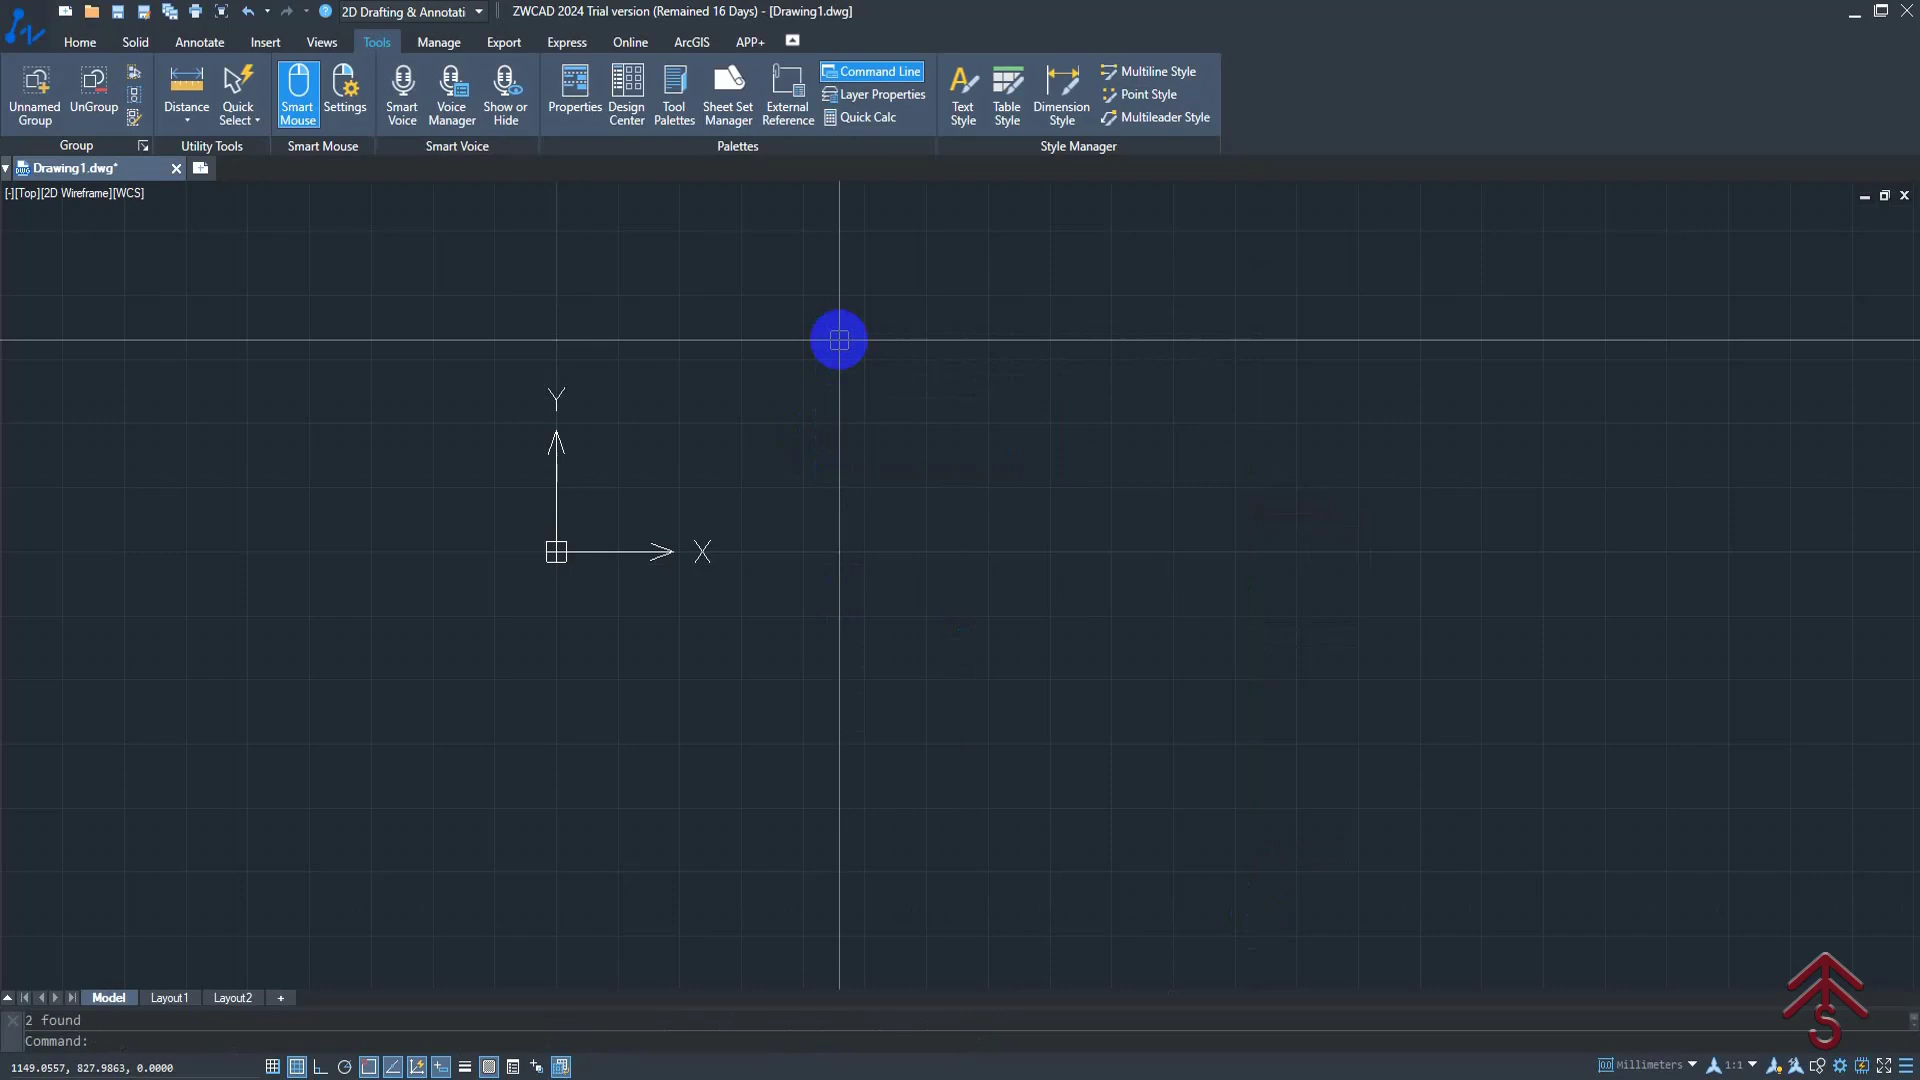 2D Drafting & Annotati
ZWCAD 2024 Trial version (Remained 16 Days) - [Drawing1.dwg]
Home Solid Annotate Insert Views Tools Manage Export Express Online ArcGIS APP+
Unnamed Group
UnGroup
Distance
Quick Select
Smart Mouse
Settings
Smart Voice
Voice Manager
Show or Hide
Properties
Design Center
Tool Palettes
Sheet Set Manager
External Reference
Command Line
Layer Properties
Quick Calc
Text Style
Table Style
Dimension Style
Multiline Style
Point Style
Multileader Style
Group Utility Tools Smart Mouse Smart Voice Palettes Style Manager
Drawing1.dwg*
[-][Top][2D Wireframe][WCS]
Y
X
Model Layout1 Layout2 +
2 found
Command:
1149.0557, 827.9863, 0.0000
Millimeters 1:1
S